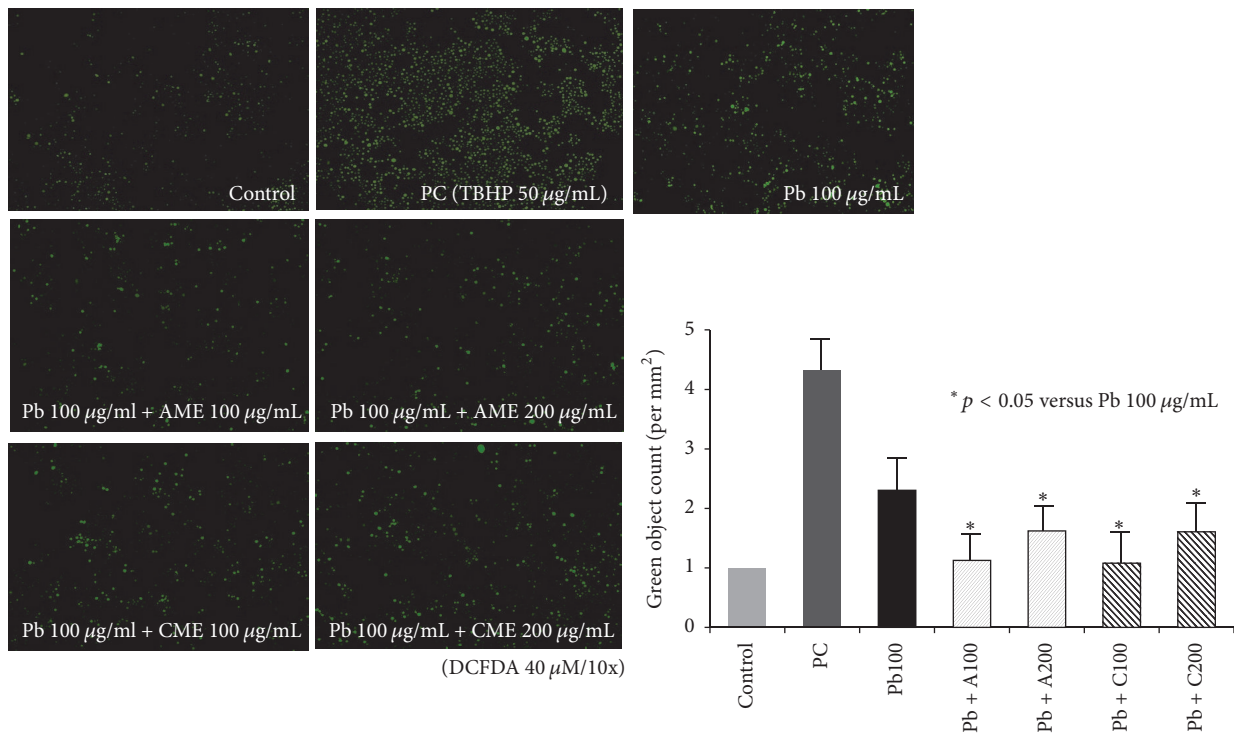 Control
PC (TBHP 50 μg/mL)
Pb 100 μg/mL
Pb 100 μg/ml + AME 100 μg/mL
Pb 100 μg/mL + AME 200 μg/mL
Pb 100 μg/ml + CME 100 μg/mL
Pb 100 μg/mL + CME 200 μg/mL
(DCFDA 40 μM/10x)
Green object count (per mm²)
5
4
3
2
1
0
* p < 0.05 versus Pb 100 μg/mL
*
*
*
*
Control
PC
Pb100
Pb + A100
Pb + A200
Pb + C100
Pb + C200